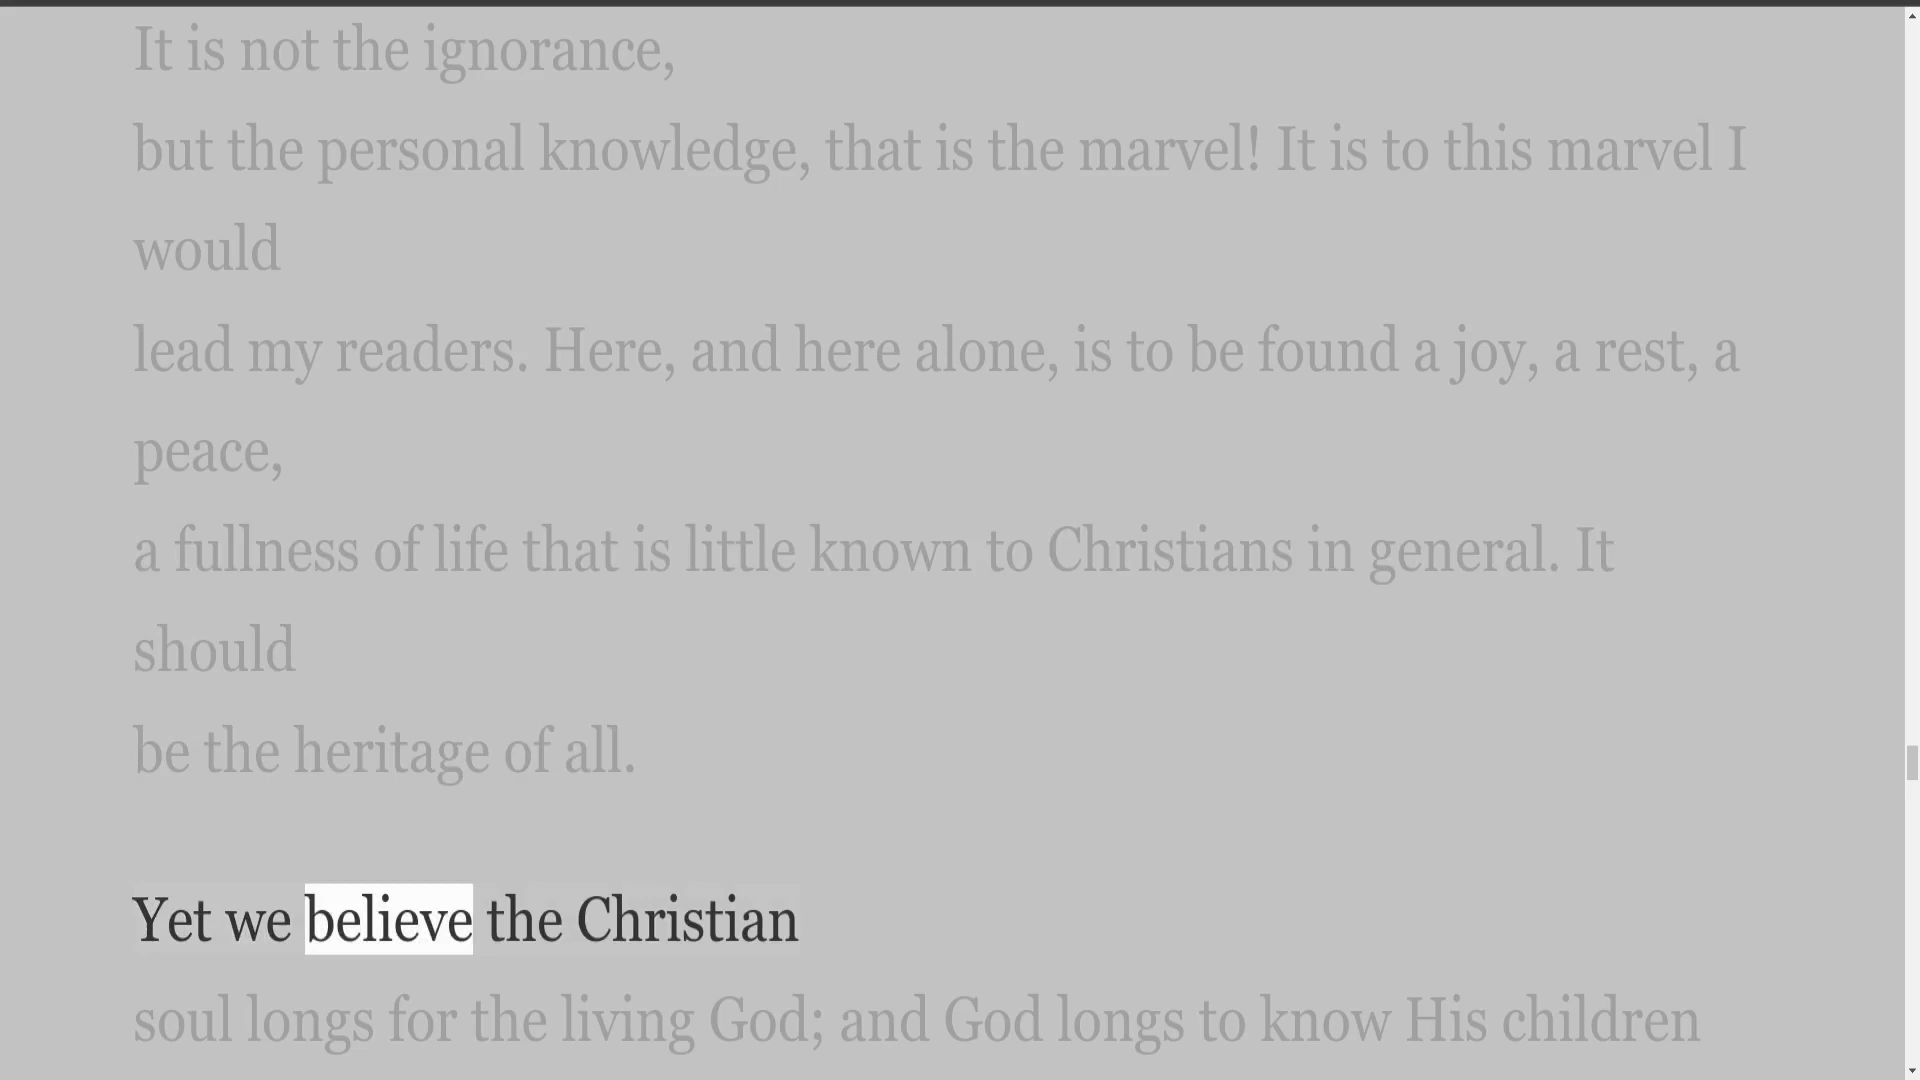 It is not the ignorance,
but the personal knowledge, that is the marvel! It is to this marvel I
would
lead my readers. Here, and here alone, is to be found a joy, a rest, a
peace,
a fullness of life that is little known to Christians in general. It
should
be the heritage of all.
Yet we believe the Christian
soul longs for the living God; and God longs to know His children